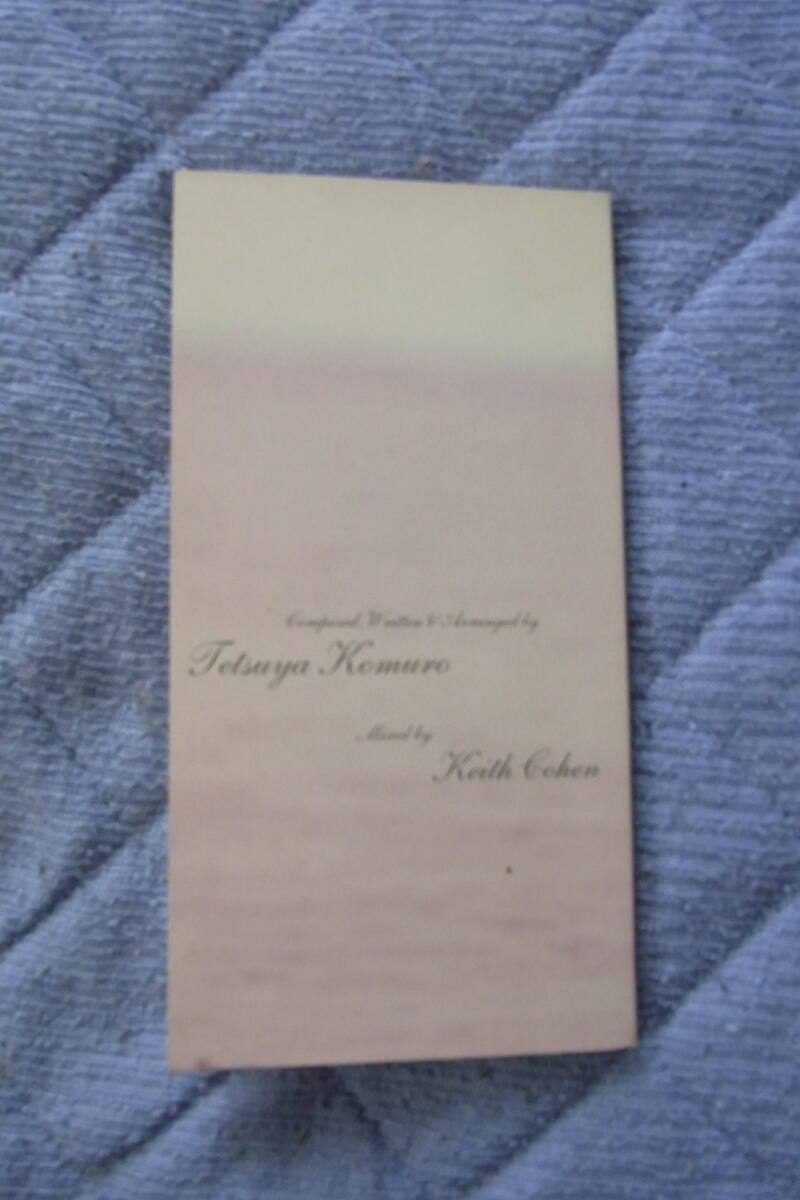 Composed, Written & Arranged by
Tetsuya Komuro
Mixed by
Keith Cohen